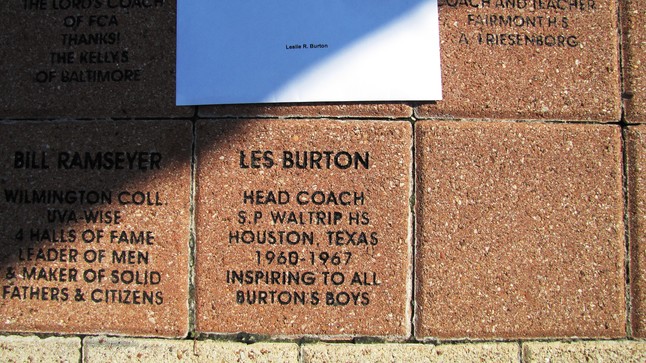 THE LORD'S COACH
OF FCA
THANKS!
THE KELLYS
OF BALTIMORE
Leslie R. Burton
COACH AND TEACHER
FAIRMONT H S
A TRIESENBORG
BILL RAMSEYER
WILMINGTON COLL.
UVA-WISE
4 HALLS OF FAME
LEADER OF MEN
& MAKER OF SOLID
FATHERS & CITIZENS
LES BURTON
HEAD COACH
S.P. WALTRIP HS
HOUSTON, TEXAS
1960-1967
INSPIRING TO ALL
BURTON'S BOYS